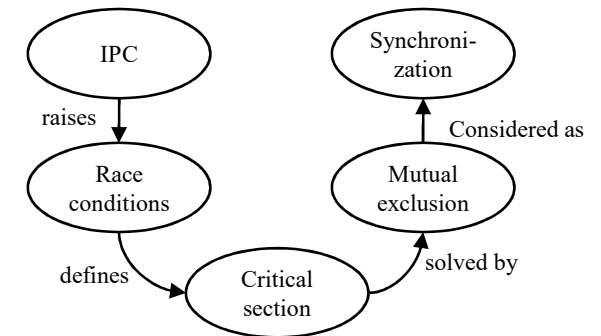 IPC
raises
Race
conditions
defines
Critical
section
solved by
Mutual
exclusion
Considered as
Synchroni-
zation